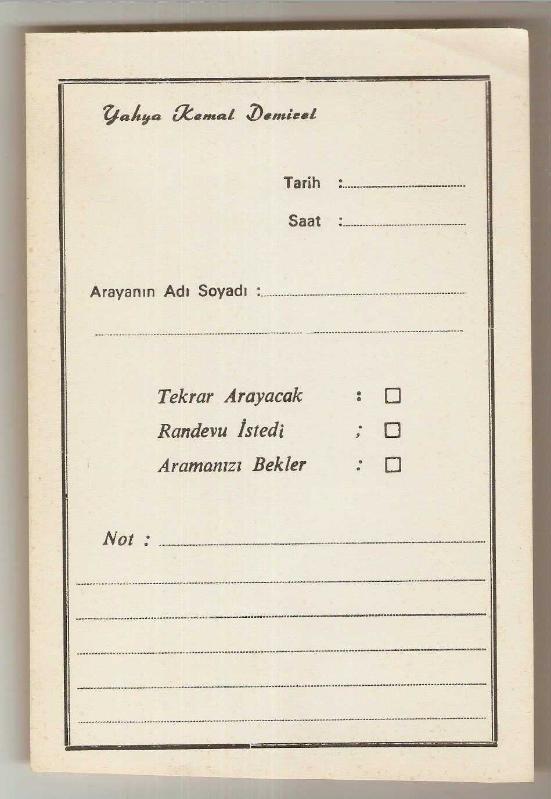 Yahya Kemal Demirel
Tarih :
Saat :
Arayanın Adı Soyadı :
Tekrar Arayacak :
Randevu İstedi ;
Aramanızı Bekler :
Not :